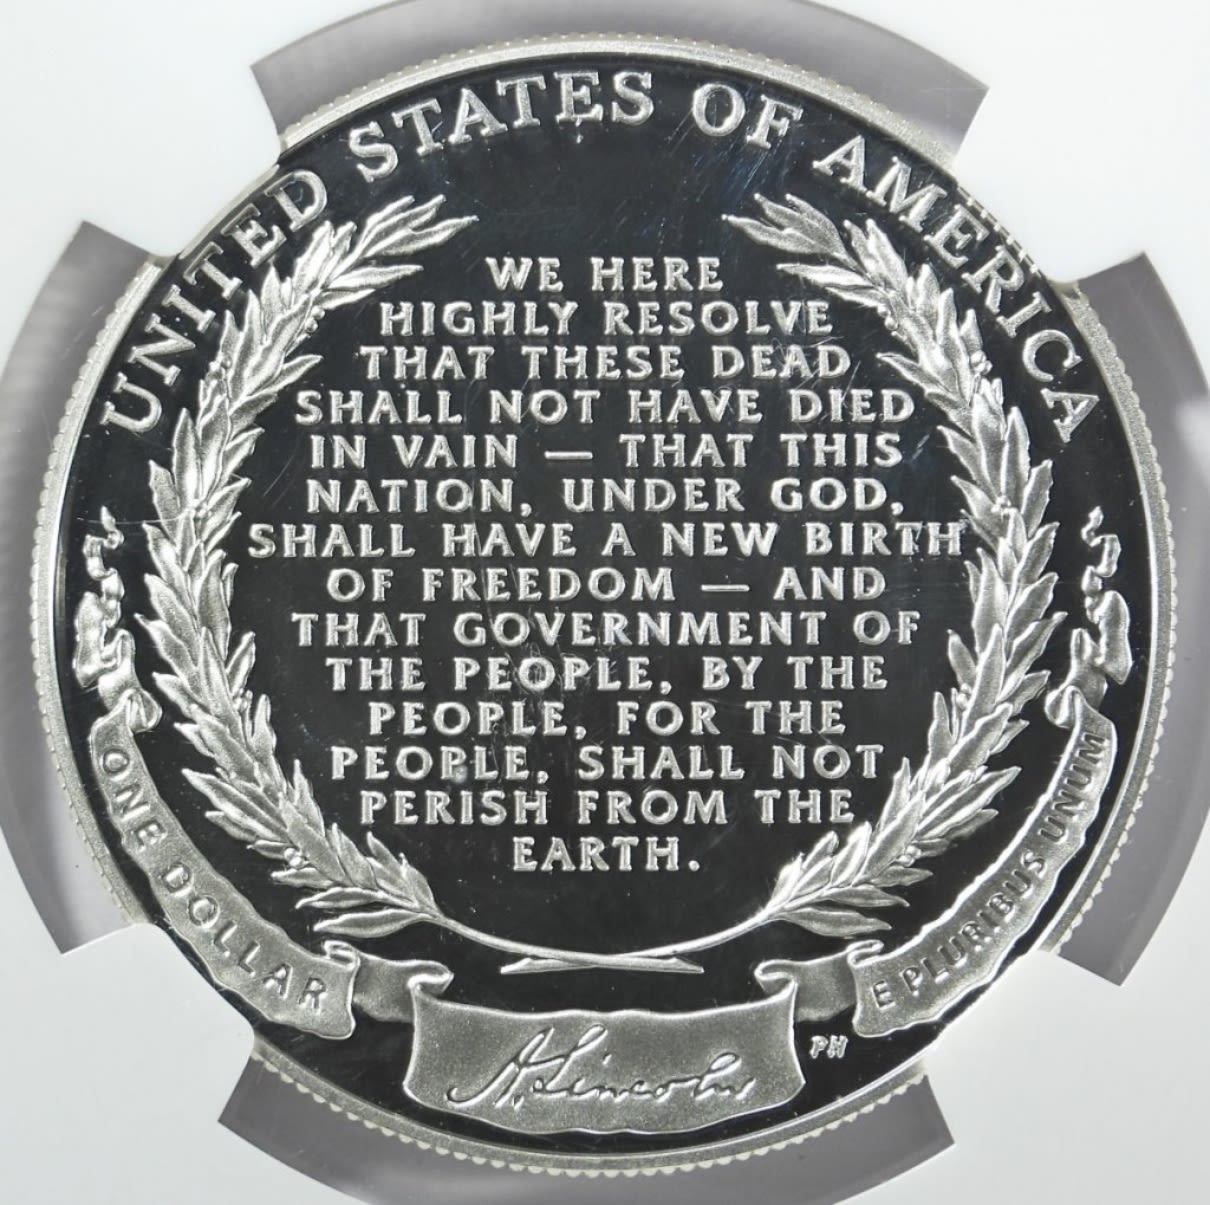 UNITED STATES OF AMERICA
WE HERE
HIGHLY RESOLVE
THAT THESE DEAD
SHALL NOT HAVE DIED
IN VAIN — THAT THIS
NATION, UNDER GOD,
SHALL HAVE A NEW BIRTH
OF FREEDOM — AND
THAT GOVERNMENT OF
THE PEOPLE, BY THE
PEOPLE, FOR THE
PEOPLE, SHALL NOT
PERISH FROM THE
EARTH.
ONE DOLLAR
E PLURIBUS UNUM
A. Lincoln
PH